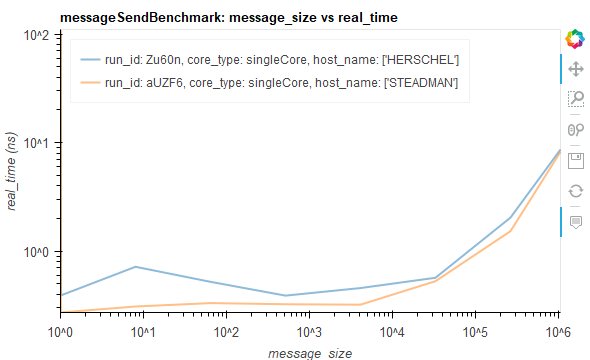 messageSendBenchmark: message_size vs real_time
run_id: Zu60n, core_type: singleCore, host_name: ['HERSCHEL']
run_id: aUZF6, core_type: singleCore, host_name: ['STEADMAN']
real_time (ns)
10^2
10^1
10^0
10^0 10^1 10^2 10^3 10^4 10^5 10^6
message_size